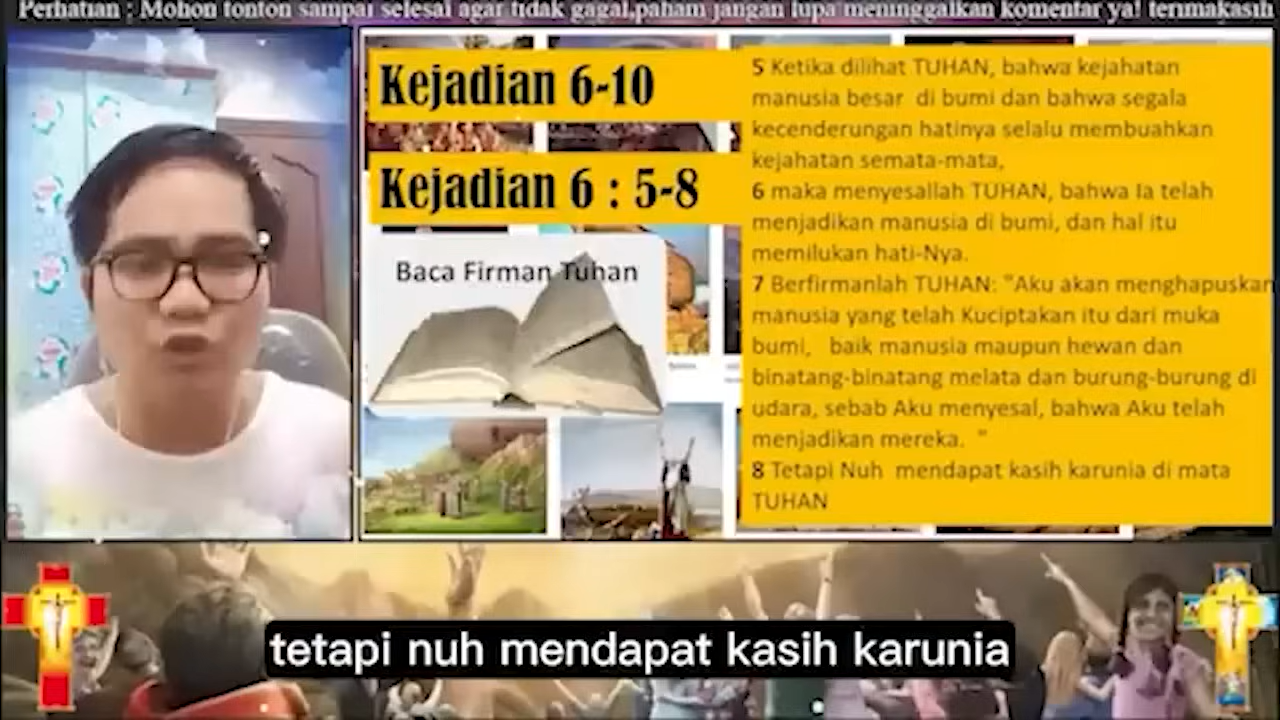 Perhatian : Mohon tonton sampai selesai agar tidak gagal,paham jangan lupa meninggalkan komentar ya! terimakasih
Kejadian 6-10
Kejadian 6 : 5-8
Baca Firman Tuhan
5 Ketika dilihat TUHAN, bahwa kejahatan
manusia besar di bumi dan bahwa segala
kecenderungan hatinya selalu membuahkan
kejahatan semata-mata,
6 maka menyesallah TUHAN, bahwa Ia telah
menjadikan manusia di bumi, dan hal itu
memilukan hati-Nya.
7 Berfirmanlah TUHAN: "Aku akan menghapuskan
manusia yang telah Kuciptakan itu dari muka
bumi, baik manusia maupun hewan dan
binatang-binatang melata dan burung-burung di
udara, sebab Aku menyesal, bahwa Aku telah
menjadikan mereka. "
8 Tetapi Nuh mendapat kasih karunia di mata
TUHAN
tetapi nuh mendapat kasih karunia